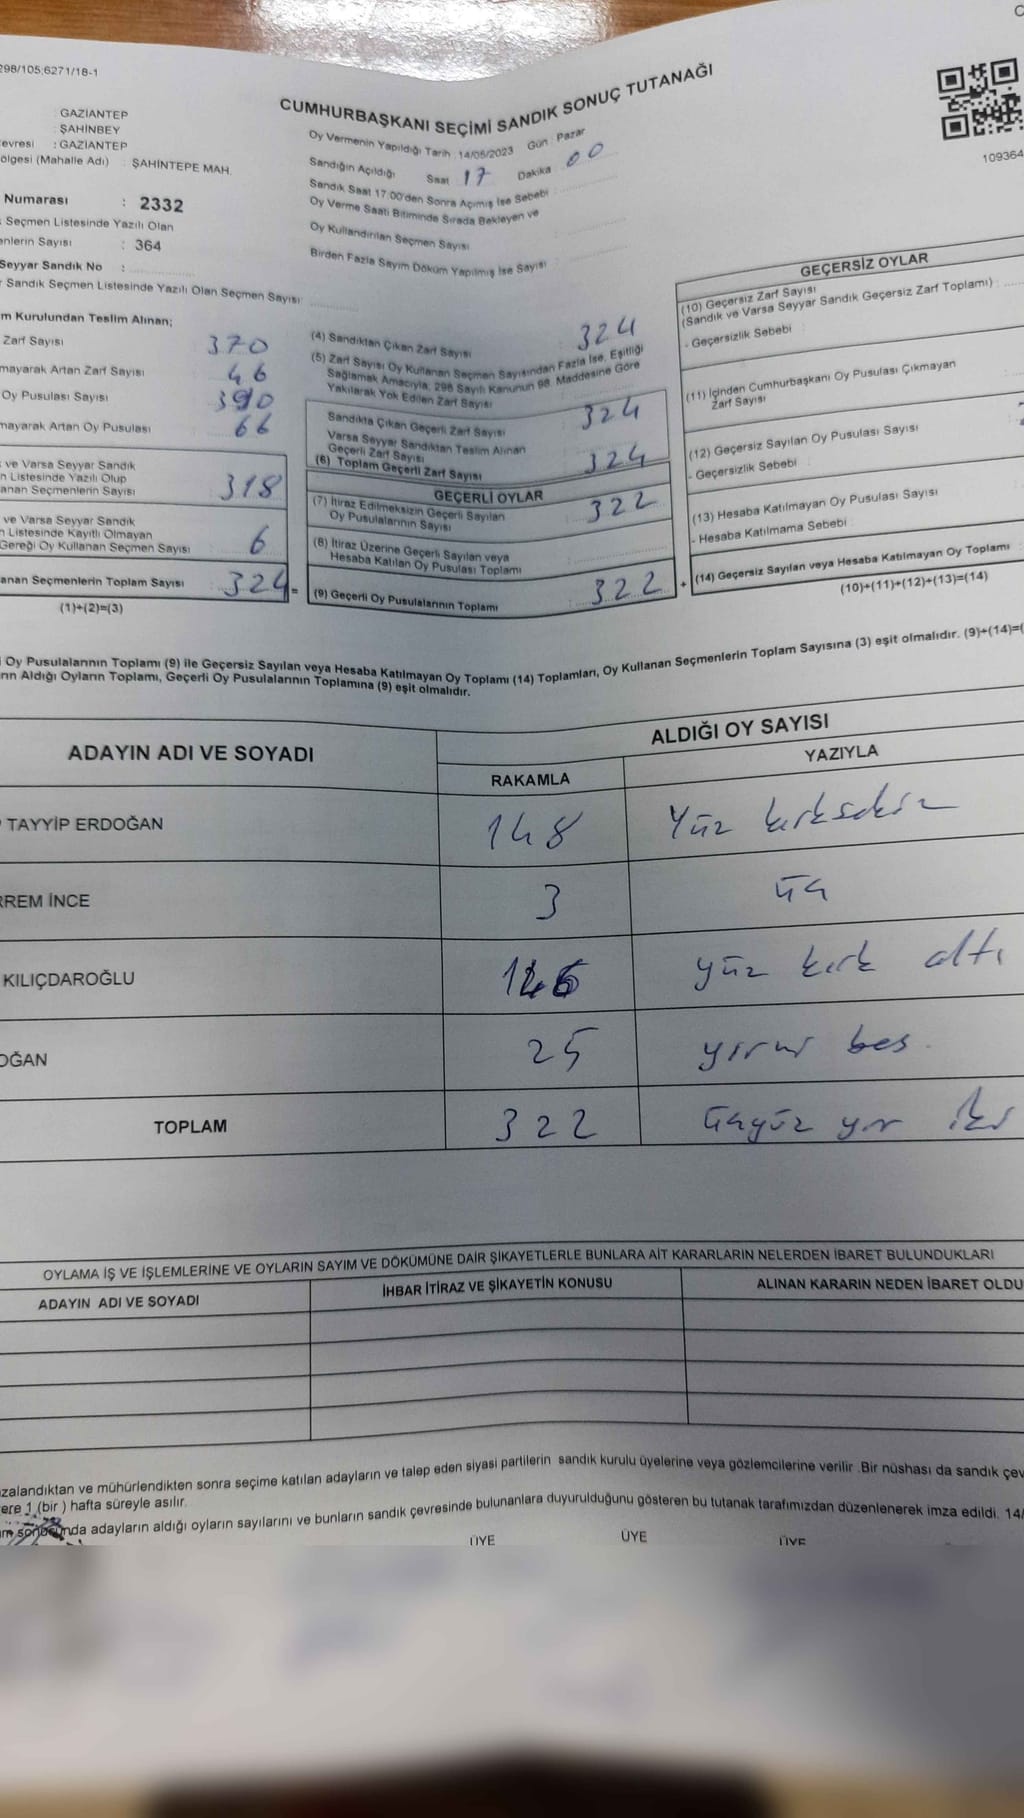 298/105;6271/18-1
CUMHURBAŞKANI SEÇİMİ SANDIK SONUÇ TUTANAĞI
: GAZİANTEP
: ŞAHİNBEY
evresi : GAZİANTEP
ölgesi (Mahalle Adı) : ŞAHİNTEPE MAH.
Numarası : 2332
Seçmen Listesinde Yazılı Olan
enlerin Sayısı : 364
Seyyar Sandık No :
r Sandık Seçmen Listesinde Yazılı Olan Seçmen Sayısı:
m Kurulundan Teslim Alınan;
Zarf Sayısı 370
mayarak Artan Zarf Sayısı 46
Oy Pusulası Sayısı 390
mayarak Artan Oy Pusulası 66
ve Varsa Seyyar Sandık
n Listesinde Yazılı Olup
anan Seçmenlerin Sayısı 318
ve Varsa Seyyar Sandık
n Listesinde Kayıtlı Olmayan
Gereği Oy Kullanan Seçmen Sayısı 6
anan Seçmenlerin Toplam Sayısı 324 =
(1)+(2)=(3)
Oy Vermenin Yapıldığı Tarih : 14/05/2023 Gün : Pazar
Sandığın Açıldığı Saat 17 Dakika 00
Sandık Saat 17:00'den Sonra Açımış İse Sebebi :
Oy Verme Saati Bitiminde Sırada Bekleyen ve
Oy Kullandırılan Seçmen Sayısı :
Birden Fazla Sayım Döküm Yapılmış İse Sayısı :
(4) Sandıktan Çıkan Zarf Sayısı 324
(5) Zarf Sayısı Oy Kullanan Seçmen Sayısından Fazla İse, Eşitliği
Sağlamak Amacıyla, 298 Sayılı Kanunun 98. Maddesine Göre
Yakılarak Yok Edilen Zarf Sayısı
Sandıkta Çıkan Geçerli Zarf Sayısı 324
Varsa Seyyar Sandıktan Teslim Alınan
Geçerli Zarf Sayısı
(6) Toplam Geçerli Zarf Sayısı 324
GEÇERLİ OYLAR
(7) İtiraz Edilmeksizin Geçerli Sayılan
Oy Pusulalarının Sayısı 322
(8) İtiraz Üzerine Geçerli Sayılan veya
Hesaba Katılan Oy Pusulası Toplamı
(9) Geçerli Oy Pusulalarının Toplamı 322 +
109364
GEÇERSİZ OYLAR
(10) Geçersiz Zarf Sayısı
(Sandık ve Varsa Seyyar Sandık Geçersiz Zarf Toplamı) :
- Geçersizlik Sebebi :
(11) İçinden Cumhurbaşkanı Oy Pusulası Çıkmayan
Zarf Sayısı
(12) Geçersiz Sayılan Oy Pusulası Sayısı
- Geçersizlik Sebebi :
(13) Hesaba Katılmayan Oy Pusulası Sayısı
- Hesaba Katılmama Sebebi :
(14) Geçersiz Sayılan veya Hesaba Katılmayan Oy Toplamı :
(10)+(11)+(12)+(13)=(14)
i Oy Pusulalarının Toplamı (9) ile Geçersiz Sayılan veya Hesaba Katılmayan Oy Toplamı (14) Toplamları, Oy Kullanan Seçmenlerin Toplam Sayısına (3) eşit olmalıdır. (9)+(14)=(
rın Aldığı Oyların Toplamı, Geçerli Oy Pusulalarının Toplamına (9) eşit olmalıdır.
ADAYIN ADI VE SOYADI ALDIĞI OY SAYISI
RAKAMLA YAZIYLA
TAYYİP ERDOĞAN 148 Yüz kırksekiz
RREM İNCE 3 üç
KILIÇDAROĞLU 146 yüz kırk altı
OĞAN 25 yirmi beş
TOPLAM 322 üçyüz yir iki
OYLAMA İŞ VE İŞLEMLERİNE VE OYLARIN SAYIM VE DÖKÜMÜNE DAİR ŞİKAYETLERLE BUNLARA AİT KARARLARIN NELERDEN İBARET BULUNDUKLARI
ADAYIN ADI VE SOYADI İHBAR İTİRAZ VE ŞİKAYETİN KONUSU ALINAN KARARIN NEDEN İBARET OLDU
zalandıktan ve mühürlendikten sonra seçime katılan adayların ve talep eden siyasi partilerin sandık kurulu üyelerine veya gözlemcilerine verilir .Bir nüshası da sandık çev
ere 1 (bir ) hafta süreyle asılır.
ım sonucunda adayların aldığı oyların sayılarını ve bunların sandık çevresinde bulunanlara duyurulduğunu gösteren bu tutanak tarafımızdan düzenlenerek imza edildi. 14/
ÜYE ÜYE ÜYE